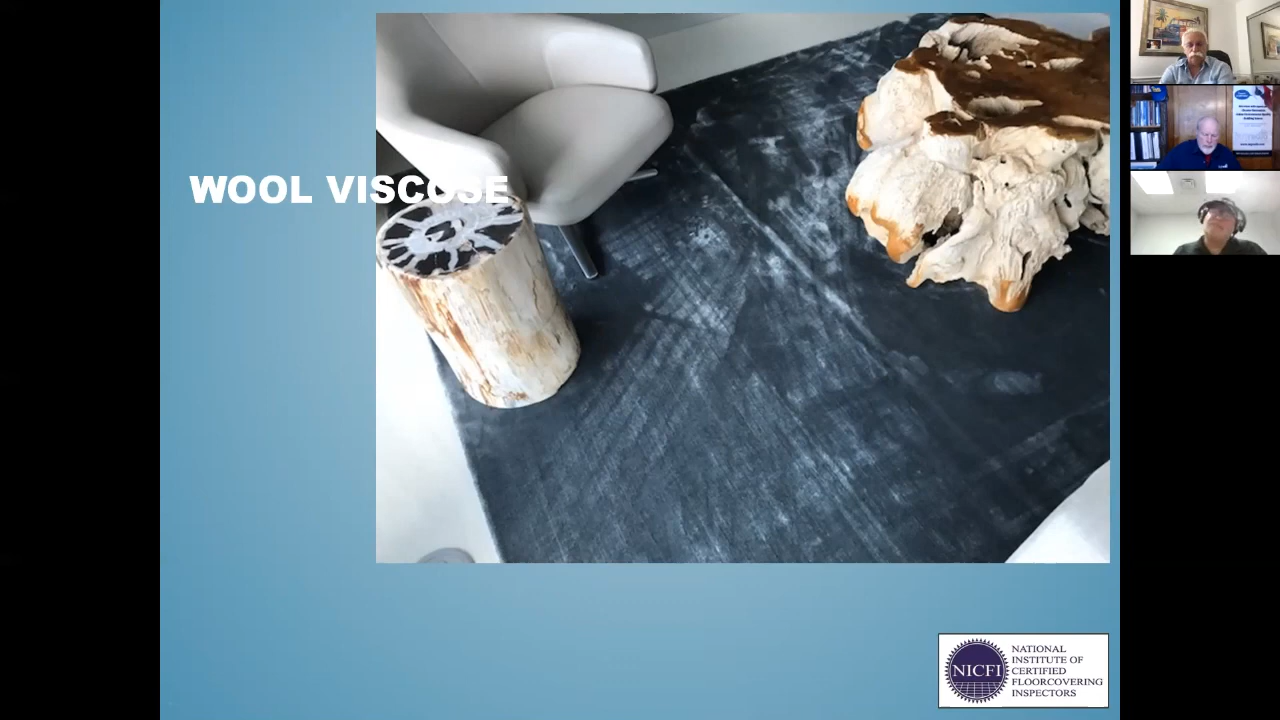 WOOL VISCOSE
NICFI
NATIONAL
INSTITUTE OF
CERTIFIED
FLOORCOVERING
INSPECTORS